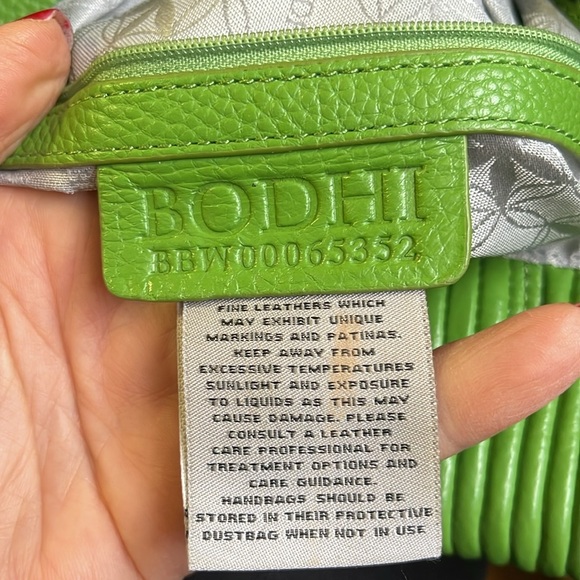 BODHI
BBW00065352
FINE LEATHERS WHICH
MAY EXHIBIT UNIQUE
MARKINGS AND PATINAS.
KEEP AWAY FROM
EXCESSIVE TEMPERATURES
SUNLIGHT AND EXPOSURE
TO LIQUIDS AS THIS MAY
CAUSE DAMAGE. PLEASE
CONSULT A LEATHER
CARE PROFESSIONAL FOR
TREATMENT OPTIONS AND
CARE GUIDANCE.
HANDBAGS SHOULD BE
STORED IN THEIR PROTECTIVE
DUSTBAG WHEN NOT IN USE